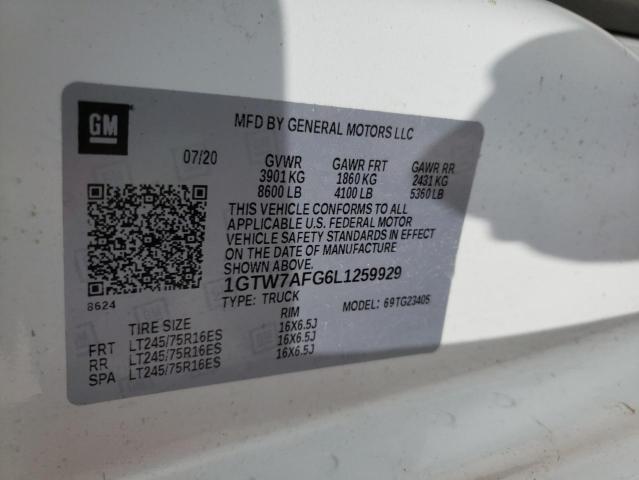 GM
MFD BY GENERAL MOTORS LLC
07/20 GVWR GAWR FRT GAWR RR
3901 KG 1860 KG 2431 KG
8600 LB 4100 LB 5360 LB
THIS VEHICLE CONFORMS TO ALL
APPLICABLE U.S. FEDERAL MOTOR
VEHICLE SAFETY STANDARDS IN EFFECT
ON THE DATE OF MANUFACTURE
SHOWN ABOVE.
8624
1GTW7AFG6L1259929
TYPE: TRUCK 69TG23405
TIRE SIZE RIM
FRT LT245/75R16ES 16X6.5J
RR LT245/75R16ES 16X6.5J
SPA LT245/75R16ES 16X6.5J